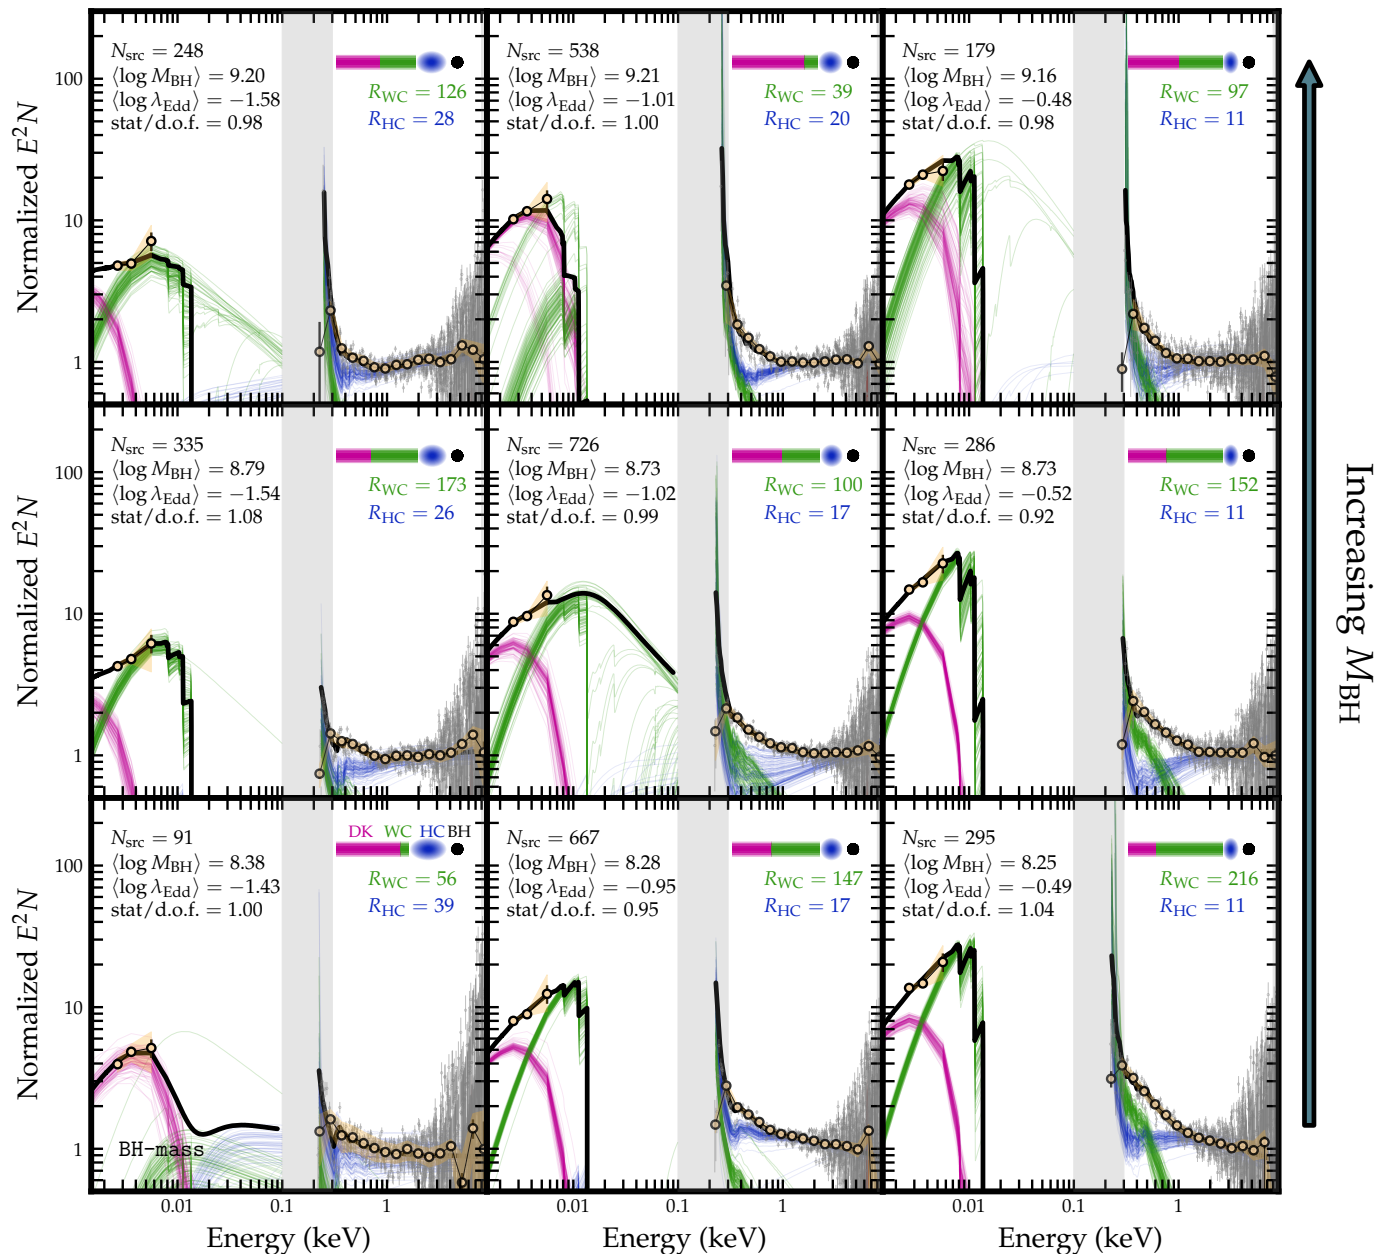 N_src = 248
⟨log M_BH⟩ = 9.20
⟨log λ_Edd⟩ = −1.58
stat/d.o.f. = 0.98
R_WC = 126
R_HC = 28
N_src = 538
⟨log M_BH⟩ = 9.21
⟨log λ_Edd⟩ = −1.01
stat/d.o.f. = 1.00
R_WC = 39
R_HC = 20
N_src = 179
⟨log M_BH⟩ = 9.16
⟨log λ_Edd⟩ = −0.48
stat/d.o.f. = 0.98
R_WC = 97
R_HC = 11
100
10
1
Normalized E²N
N_src = 335
⟨log M_BH⟩ = 8.79
⟨log λ_Edd⟩ = −1.54
stat/d.o.f. = 1.08
R_WC = 173
R_HC = 26
N_src = 726
⟨log M_BH⟩ = 8.73
⟨log λ_Edd⟩ = −1.02
stat/d.o.f. = 0.99
R_WC = 100
R_HC = 17
N_src = 286
⟨log M_BH⟩ = 8.73
⟨log λ_Edd⟩ = −0.52
stat/d.o.f. = 0.92
R_WC = 152
R_HC = 11
100
10
1
Normalized E²N
Increasing M_BH
N_src = 91
⟨log M_BH⟩ = 8.38
⟨log λ_Edd⟩ = −1.43
stat/d.o.f. = 1.00
DK WC HC BH
R_WC = 56
R_HC = 39
BH-mass
N_src = 667
⟨log M_BH⟩ = 8.28
⟨log λ_Edd⟩ = −0.95
stat/d.o.f. = 0.95
R_WC = 147
R_HC = 17
N_src = 295
⟨log M_BH⟩ = 8.25
⟨log λ_Edd⟩ = −0.49
stat/d.o.f. = 1.04
R_WC = 216
R_HC = 11
100
10
1
Normalized E²N
0.01 0.1 1
0.01 0.1 1
0.01 0.1 1
Energy (keV)
Energy (keV)
Energy (keV)